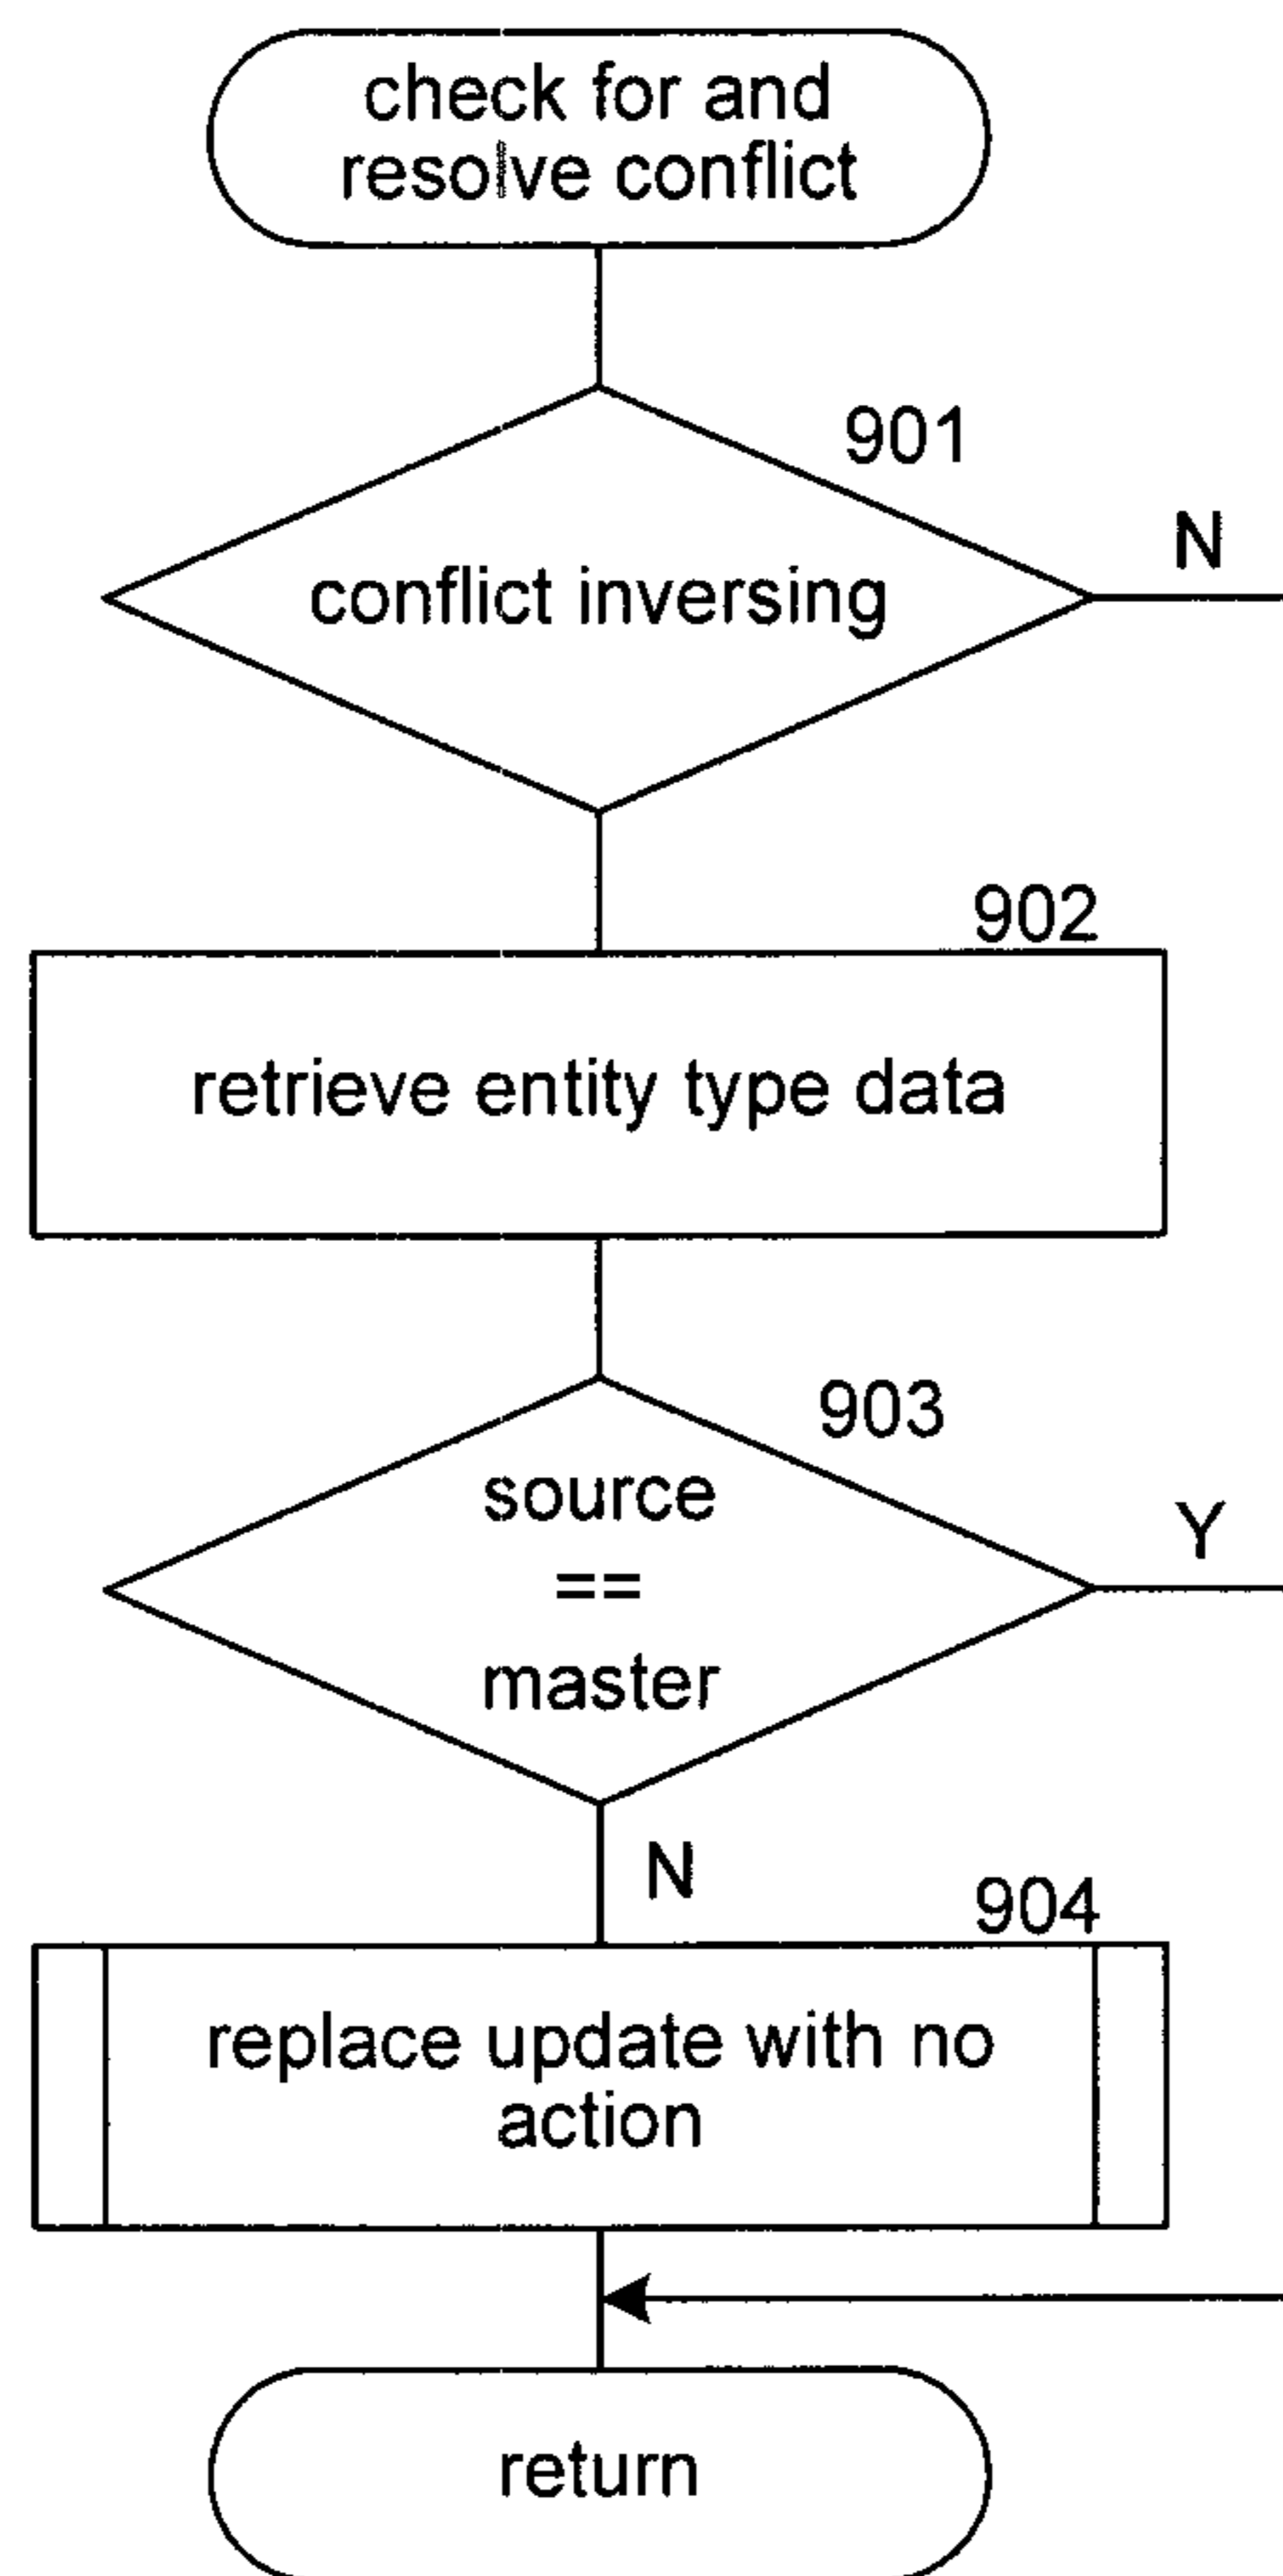 check for and
resolve conflict
901
N
conflict inversing
902
retrieve entity type data
903
source
==
master
Y
N
904
replace update with no
action
return